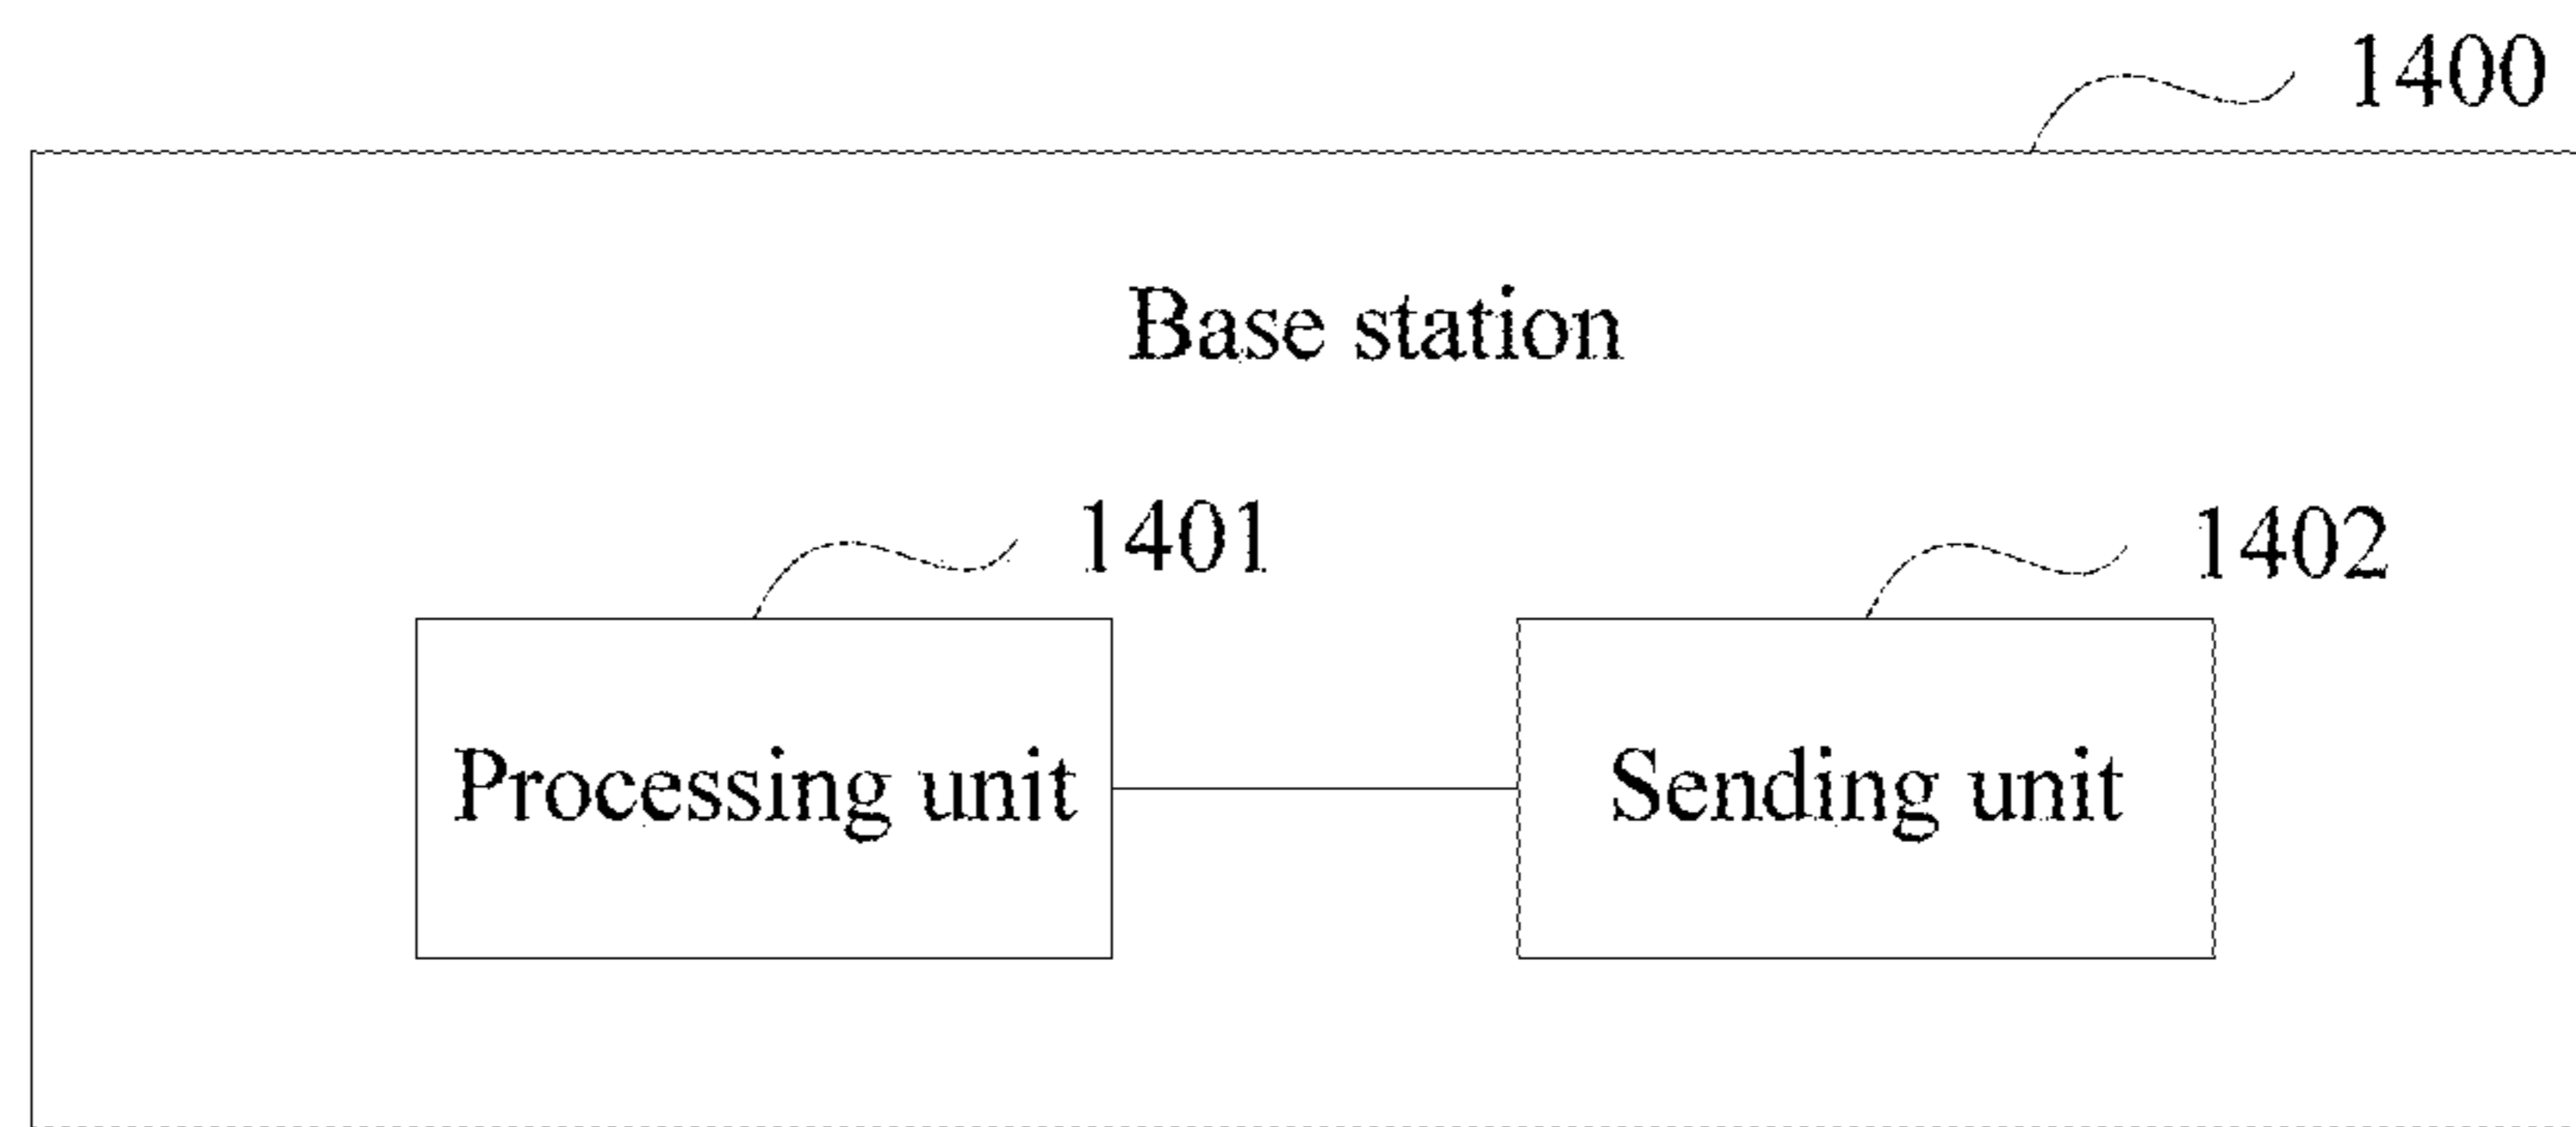 1400
Base station
1401
1402
Processing unit
Sending unit